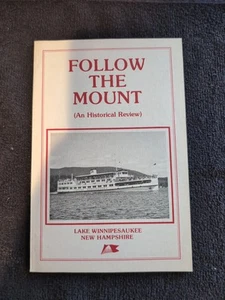 FOLLOW
THE
MOUNT
(An Historical Review)
LAKE WINNIPESAUKEE
NEW HAMPSHIRE